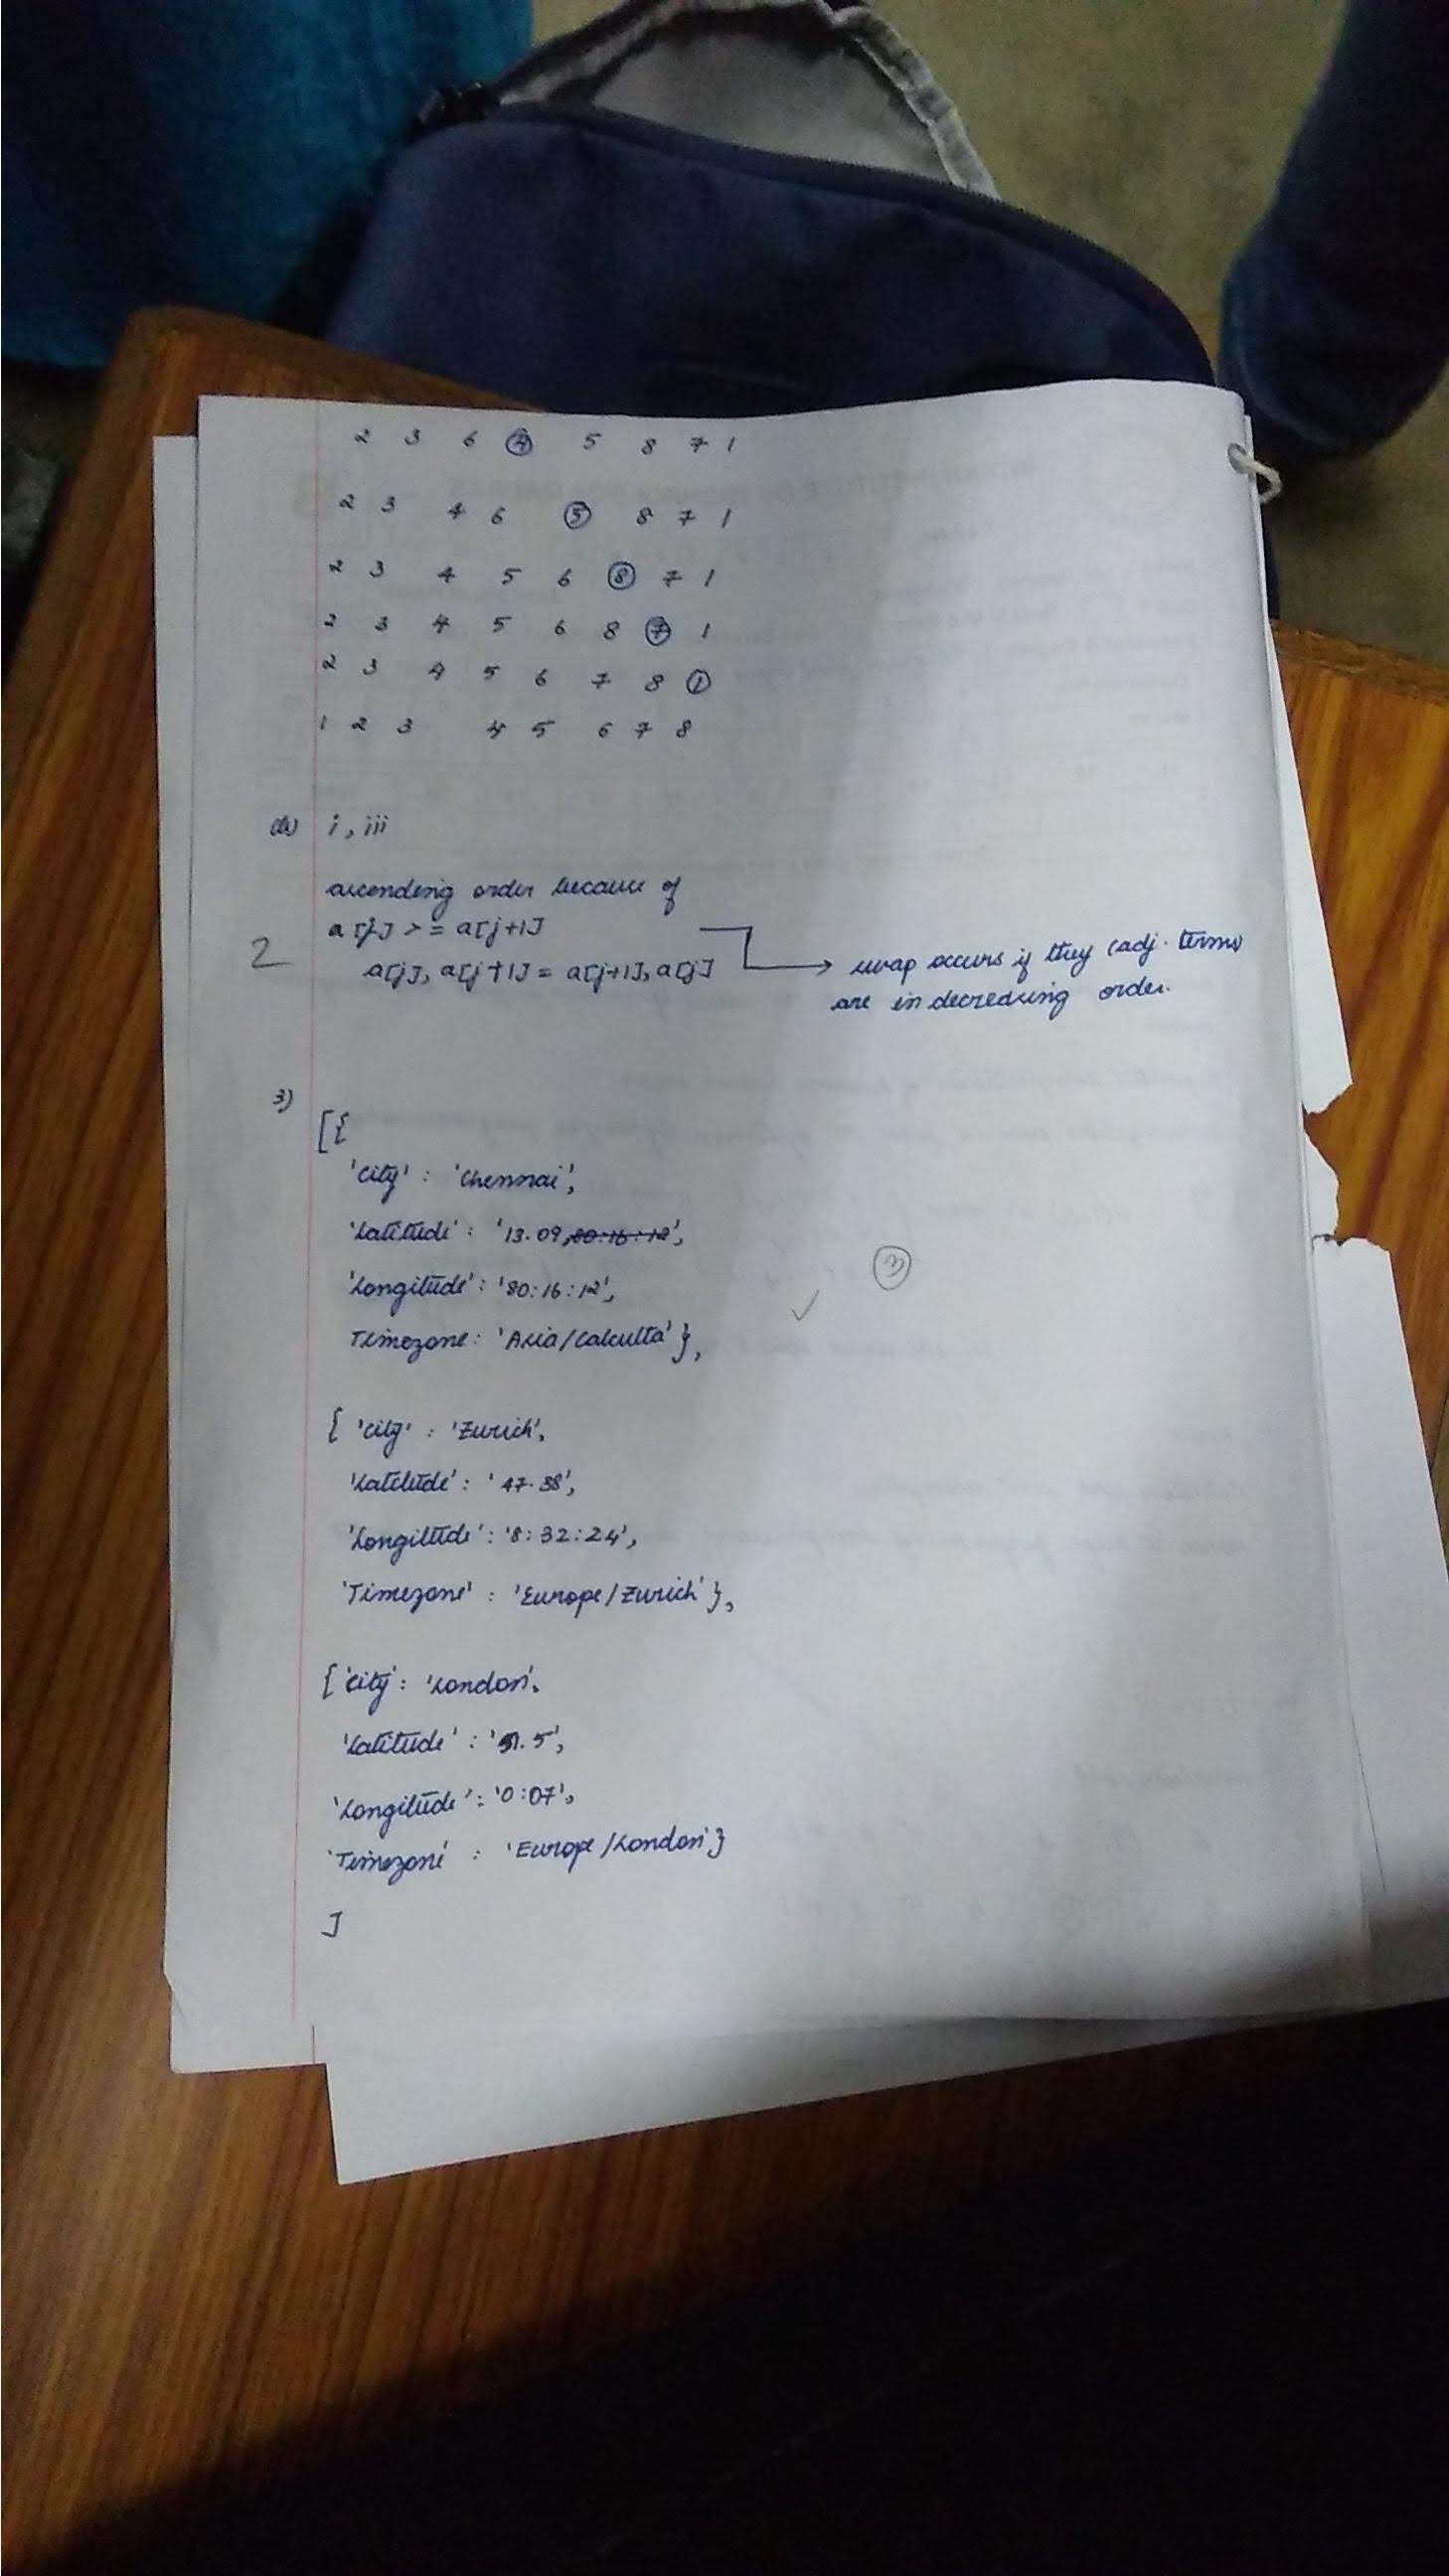 2 3 6 4 5 8 7 1
2 3 4 6 5 8 7 1
2 3 4 5 6 8 7 1
2 3 4 5 6 8 7 1
2 3 4 5 6 7 8 1
1 2 3 4 5 6 7 8
i, iii
ascending order because of
a[j] >= a[j+1]
2
a[j], a[j+1] = a[j+1], a[j]
swap occurs if they (adj. terms)
are in decreasing order.
3)
[{
'City' : 'Chennai',
'Latitude' : '13.09,80:16:12',
'Longitude' : '80:16:12',
3
Timezone : 'Asia/Calcutta' },
{ 'City' : 'Zurich',
'Latitude' : '47.38',
'Longitude' : '8:32:24',
'Timezone' : 'Europe/Zurich' },
{ 'City' : 'London',
'Latitude' : '51.5',
'Longitude' : '0:07',
'Timezone' : 'Europe/London' }
]